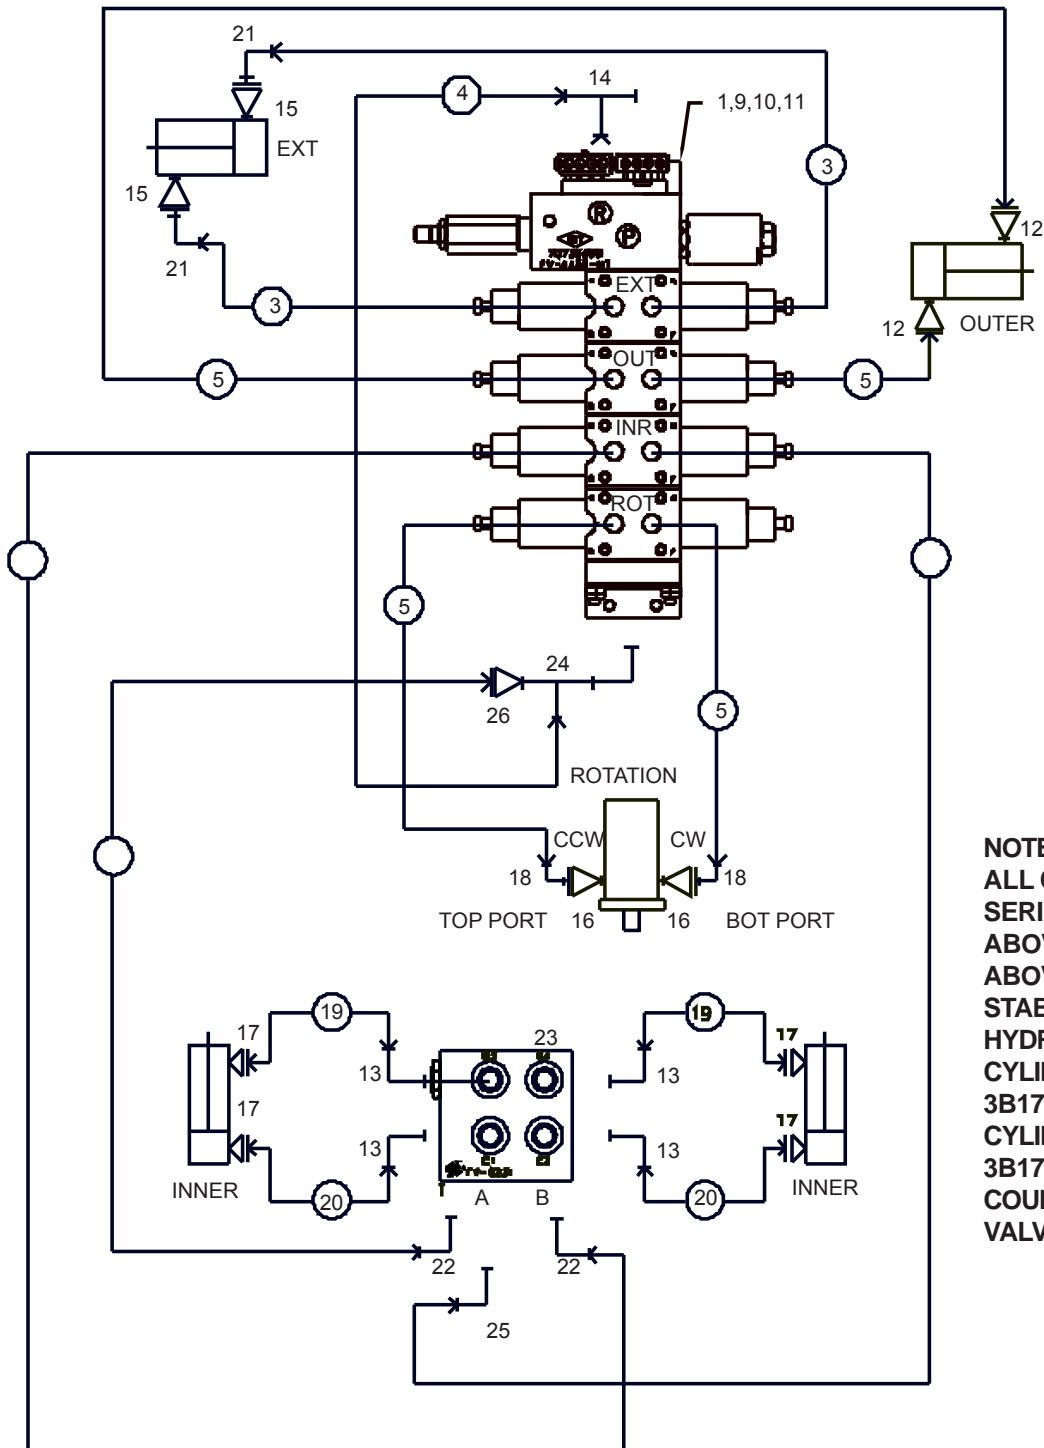 21
14
4
1,9,10,11
15
EXT
3
15
12
R
P
21
EXT
3
12
OUTER
OUT
5
5
INR
ROT
5
24
26
5
ROTATION
CCW
CW
18
18
TOP PORT
16
16
BOT PORT
NOTE
ALL
SERI
ABOV
ABOV
STAB
HYDR
CYLI
3B17
CYLI
3B17
COU
VALV
19
19
17
23
17
13
13
17
17
13
13
INNER
20
A
B
20
INNER
22
22
25